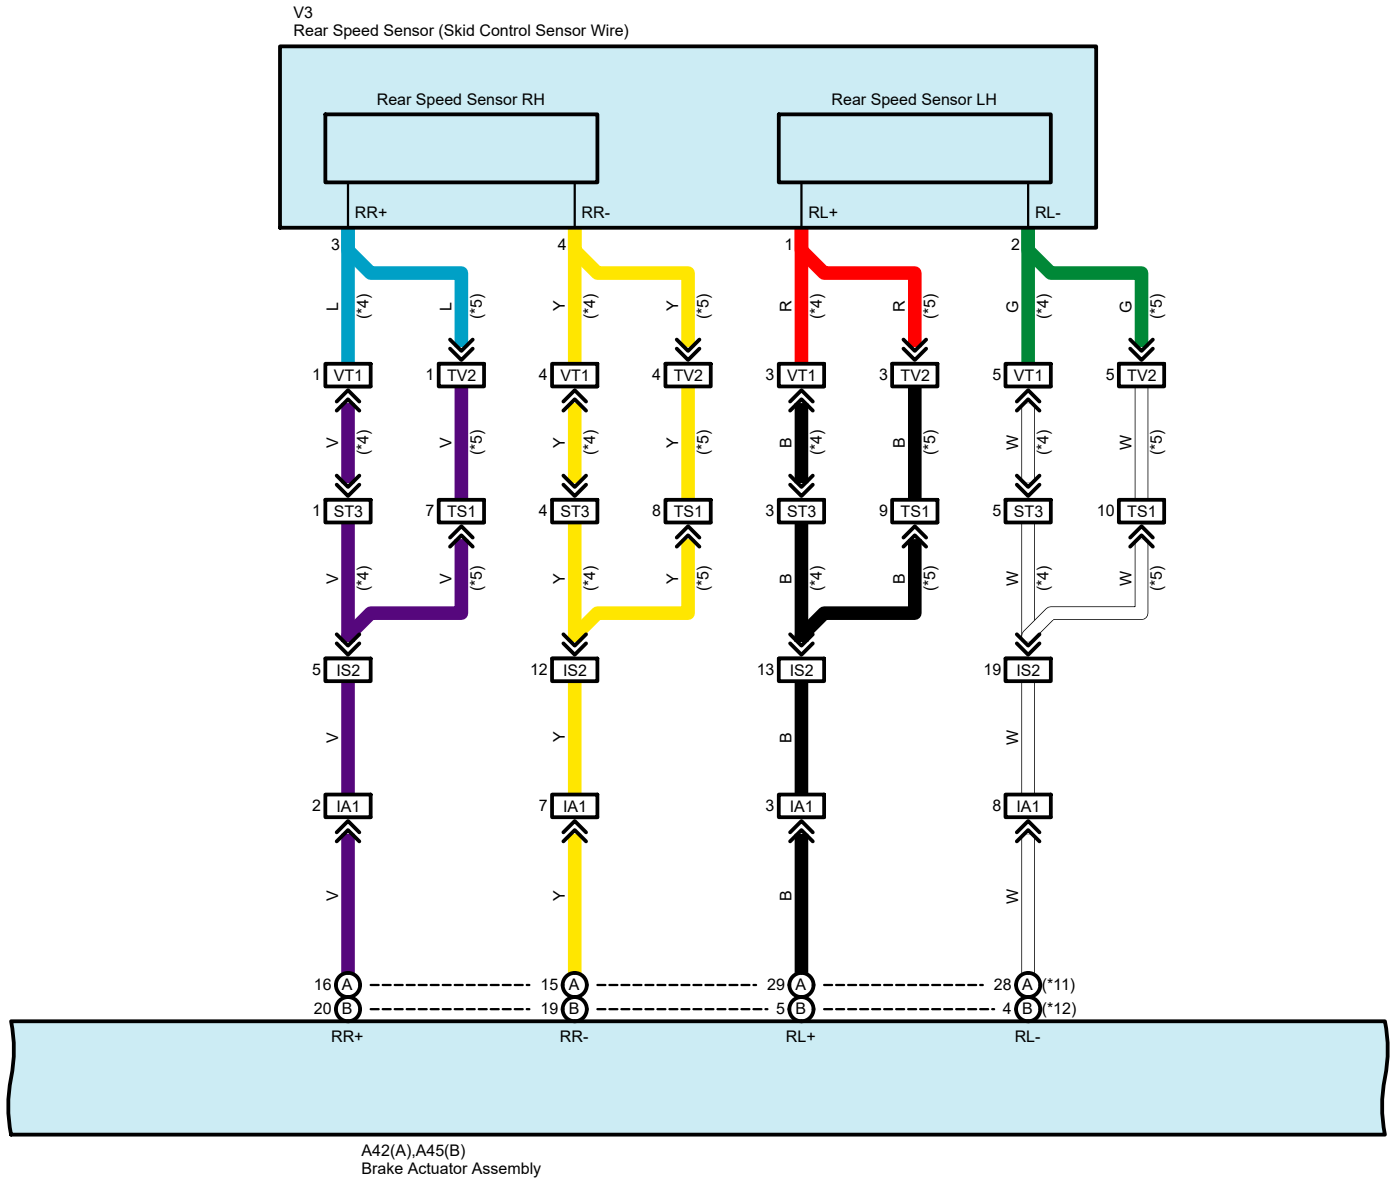 V3
Rear Speed Sensor (Skid Control Sensor Wire)
Rear Speed Sensor RH
Rear Speed Sensor LH
RR+ RR- RL+ RL-
3 4 1 2
L (*4) L (*5) Y (*4) Y (*5) R (*4) R (*5) G (*4) G (*5)
1 VT1 1 TV2 4 VT1 4 TV2 3 VT1 3 TV2 5 VT1 5 TV2
V (*4) V (*5) Y (*4) Y (*5) B (*4) B (*5) W (*4) W (*5)
1 ST3 7 TS1 4 ST3 8 TS1 3 ST3 9 TS1 5 ST3 10 TS1
V (*4) V (*5) Y (*4) Y (*5) B (*4) B (*5) W (*4) W (*5)
5 IS2 12 IS2 13 IS2 19 IS2
V Y B W
2 IA1 7 IA1 3 IA1 8 IA1
V Y B W
16 A 15 A 29 A 28 A (*11)
20 B 19 B 5 B 4 B (*12)
RR+ RR- RL+ RL-
A42(A),A45(B)
Brake Actuator Assembly